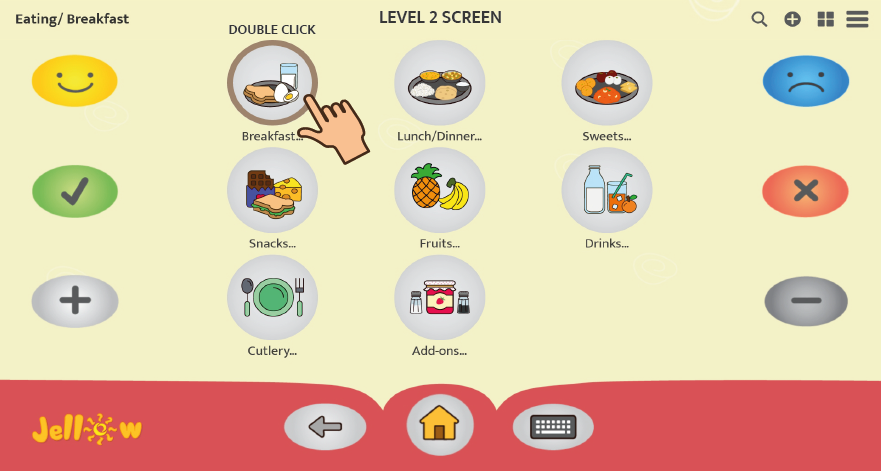 Eating/ Breakfast
LEVEL 2 SCREEN
DOUBLE CLICK
Breakfast...
Lunch/Dinner...
Sweets...
Snacks...
Fruits...
Drinks...
Cutlery...
Add-ons...
Jellow